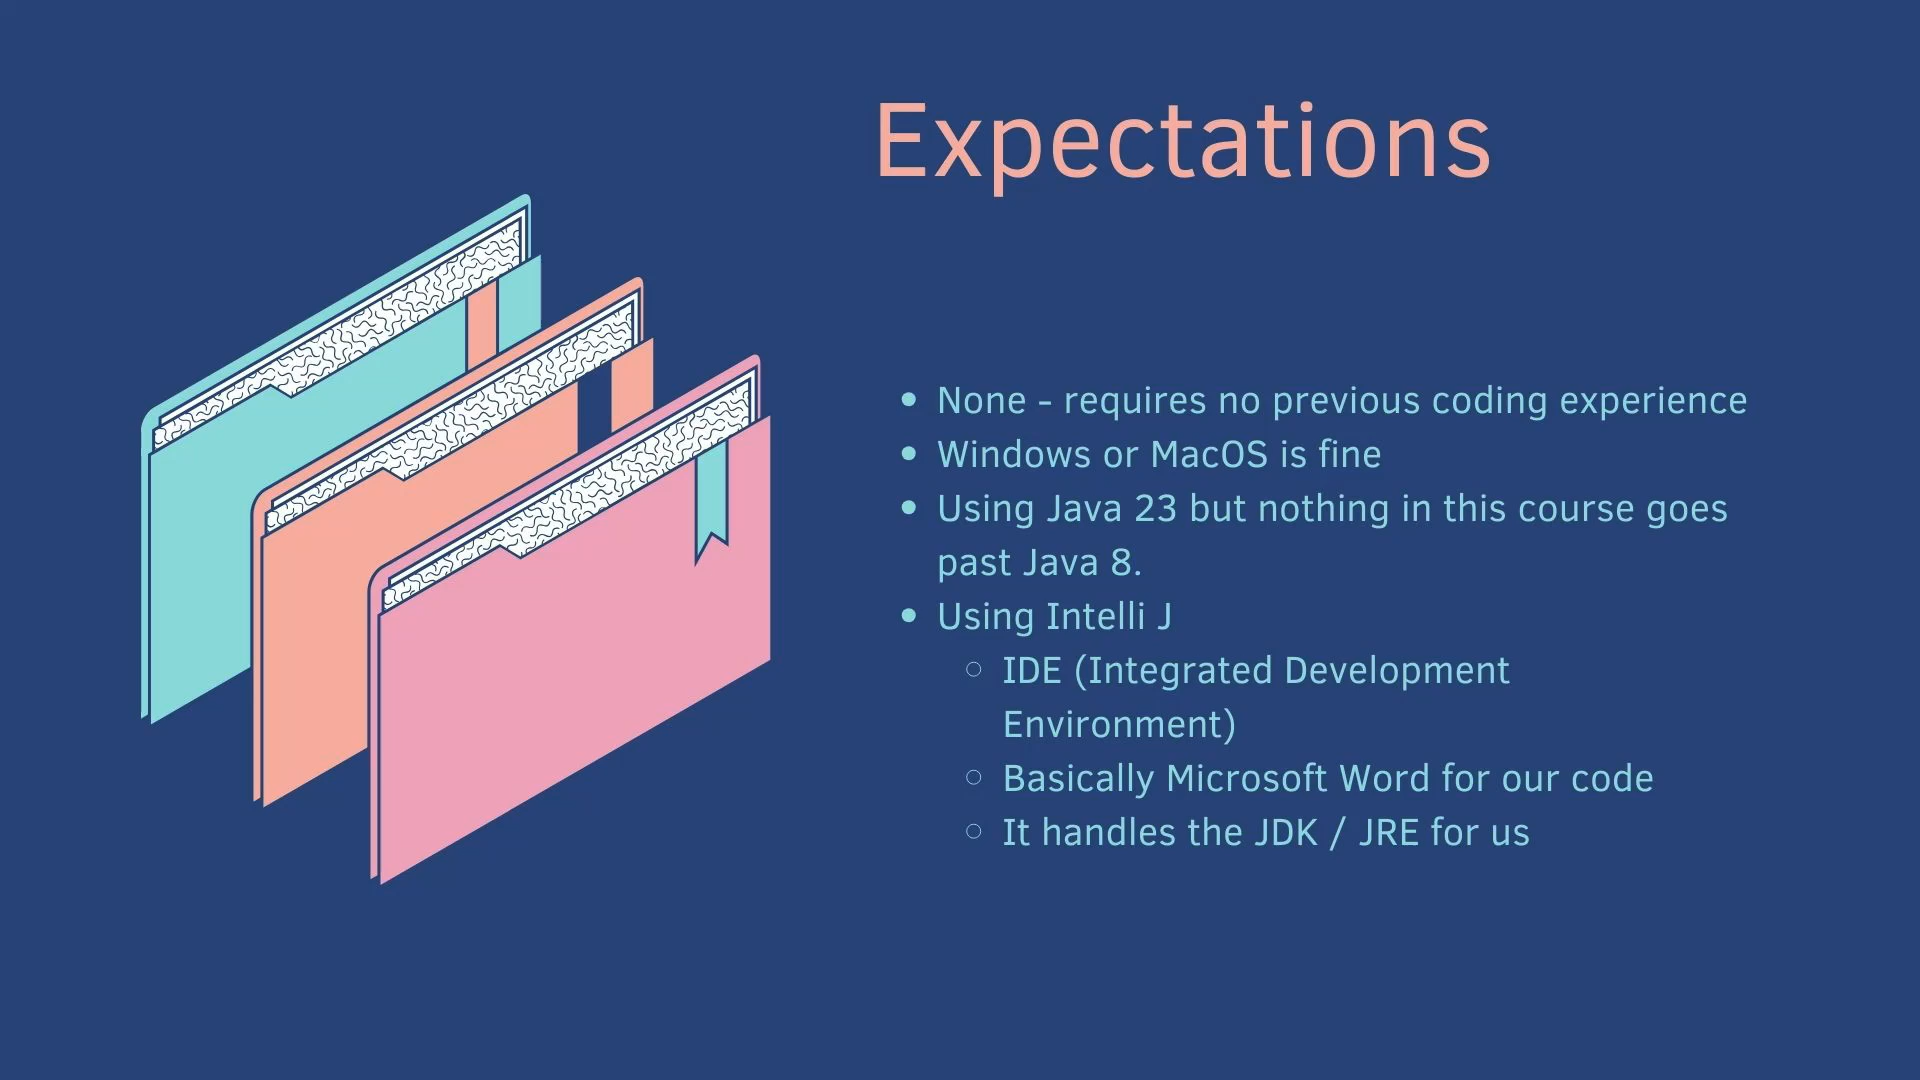 Expectations
None - requires no previous coding experience
Windows or MacOS is fine
Using Java 23 but nothing in this course goes
past Java 8.
Using Intelli J
IDE (Integrated Development
Environment)
Basically Microsoft Word for our code
It handles the JDK / JRE for us